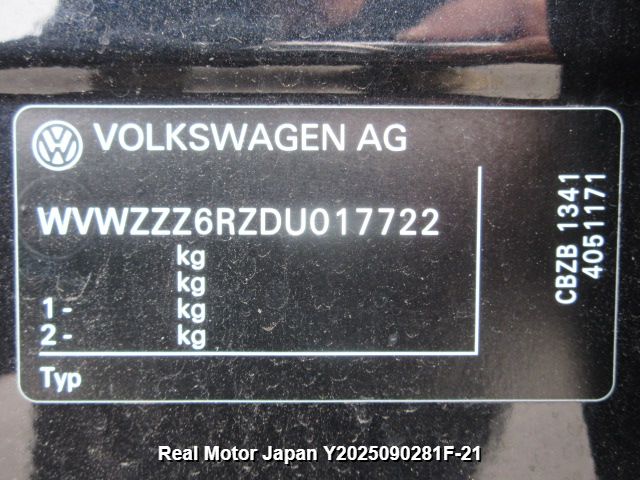 VOLKSWAGEN AG
WVWZZZ6RZDU017722
kg
kg
1- kg
2- kg
Typ
CBZB 1341
4051171
Real Motor Japan Y2025090281F-21